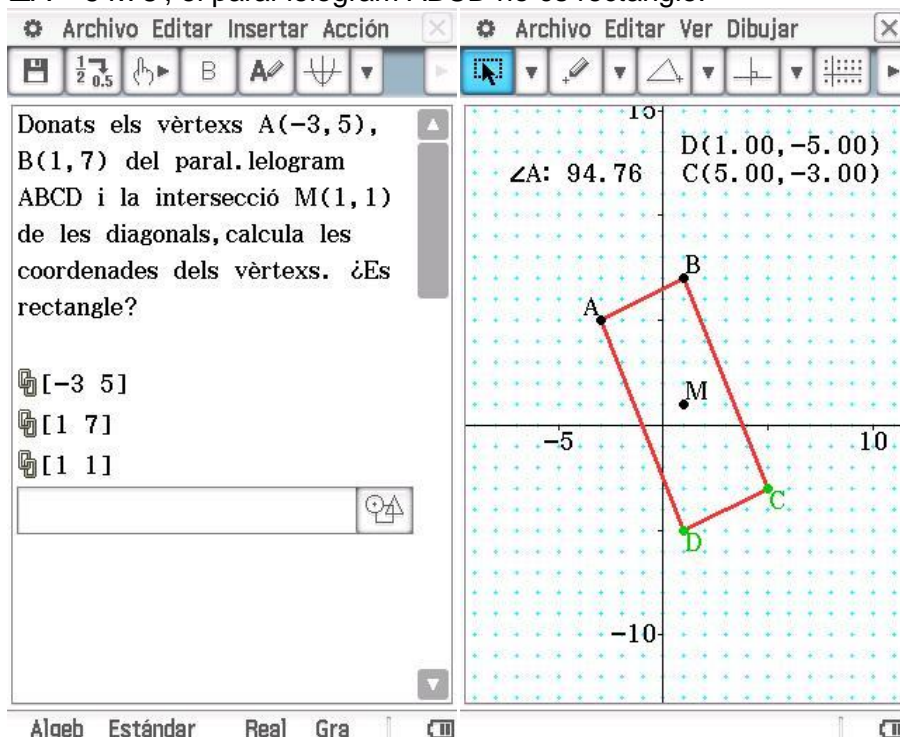 Archivo Editar Insertar Acción
B
Donats els vèrtexs A(-3,5),
B(1,7) del paral.lelogram
ABCD i la intersecció M(1,1)
de les diagonals,calcula les
coordenades dels vèrtexs. ¿Es
rectangle?
[-3 5]
[1 7]
[1 1]
Algeb Estándar Real Gra
Archivo Editar Ver Dibujar
15
D(1.00,-5.00)
∠A: 94.76 C(5.00,-3.00)
B
A
M
-5 10
C
D
-10